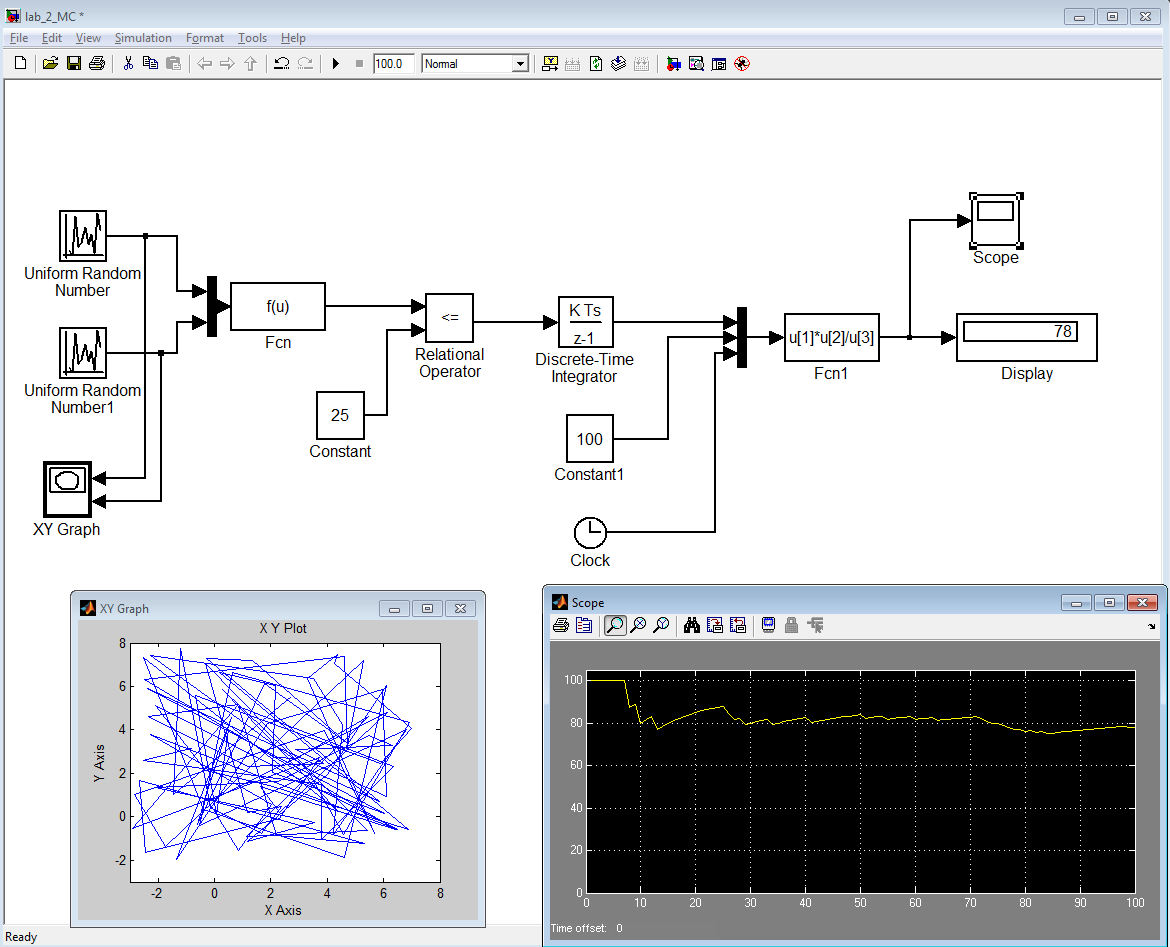 lab_2_MC *
File Edit View Simulation Format Tools Help
100.0 Normal
Uniform Random
Number
f(u)
Fcn
Uniform Random
Number1
XY Graph
25
Constant
<=
Relational
Operator
K Ts
z-1
Discrete-Time
Integrator
100
Constant1
Clock
u[1]*u[2]/u[3]
Fcn1
Scope
78
Display
XY Graph
X Y Plot
8
6
4
2
0
-2
Y Axis
-2 0 2 4 6 8
X Axis
Scope
100
80
60
40
20
0
0 10 20 30 40 50 60 70 80 90 100
Time offset: 0
Ready